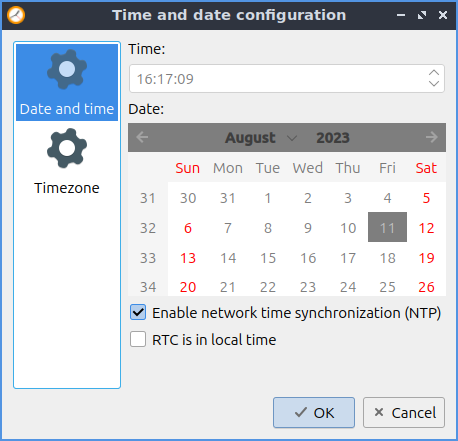 Time and date configuration
Date and time
Timezone
Time:
16:17:09
Date:
August 2023
Sun Mon Tue Wed Thu Fri Sat
31 30 31 1 2 3 4 5
32 6 7 8 9 10 11 12
33 13 14 15 16 17 18 19
34 20 21 22 23 24 25 26
Enable network time synchronization (NTP)
RTC is in local time
OK Cancel